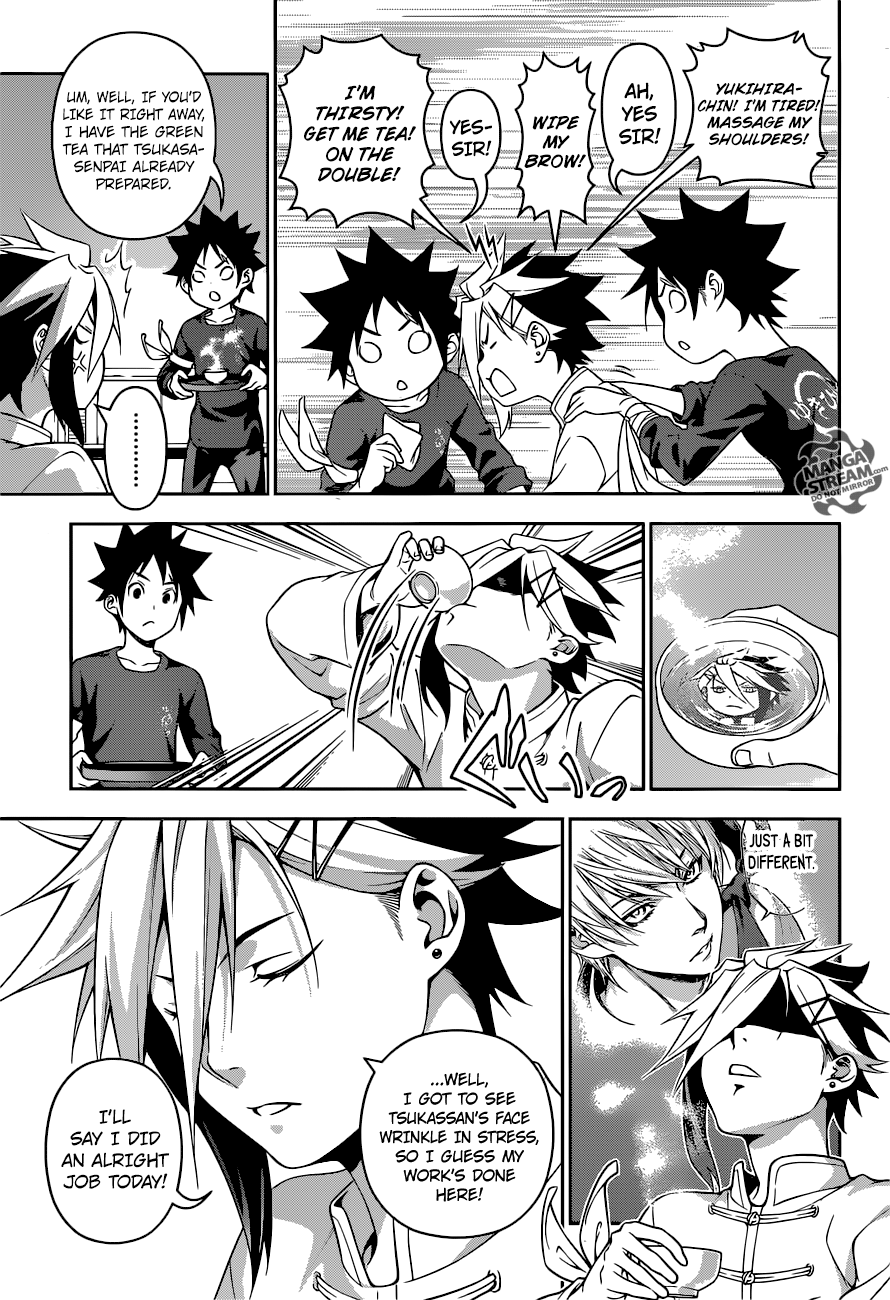 YUKIHIRA-
CHIN! I'M TIRED!
MASSAGE MY
SHOULDERS!
AH,
YES
SIR!
WIPE
MY
BROW!
YES-
SIR!
I'M
THIRSTY!
GET ME TEA!
ON THE
DOUBLE!
UM, WELL, IF YOU'D
LIKE IT RIGHT AWAY,
I HAVE THE GREEN
TEA THAT TSUKASA-
SENPAI ALREADY
PREPARED.
.........
MANGA
STREAM.com
DO NOT MIRROR
JUST A BIT
DIFFERENT.
...WELL,
I GOT TO SEE
TSUKASSAN'S FACE
WRINKLE IN STRESS,
SO I GUESS MY
WORK'S DONE
HERE!
I'LL
SAY I DID
AN ALRIGHT
JOB TODAY!